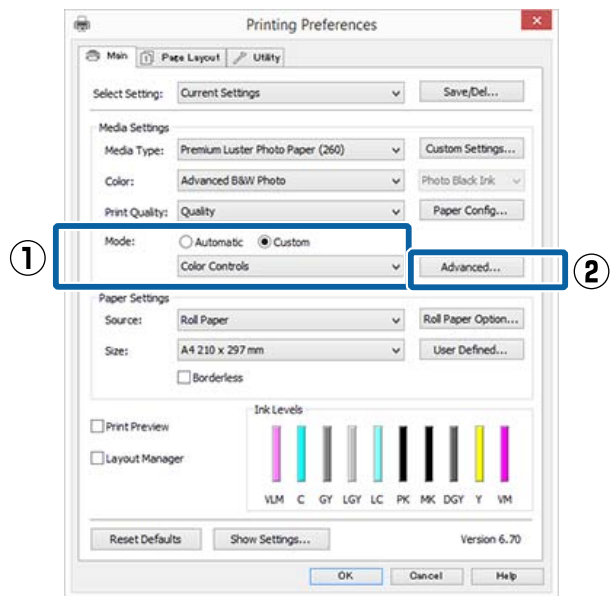 Printing Preferences
Main Page Layout Utility
Select Setting: Current Settings Save/Del...
Media Settings
Media Type: Premium Luster Photo Paper (260) Custom Settings...
Color: Advanced B&W Photo Photo Black Ink
Print Quality: Quality Paper Config...
Mode: Automatic Custom
① Color Controls Advanced... ②
Paper Settings
Source: Roll Paper Roll Paper Option...
Size: A4 210 x 297 mm User Defined...
Borderless
Ink Levels
Print Preview
Layout Manager
VLM C GY LGY LC PK MK DGY Y VM
Reset Defaults Show Settings... Version 6.70
OK Cancel Help